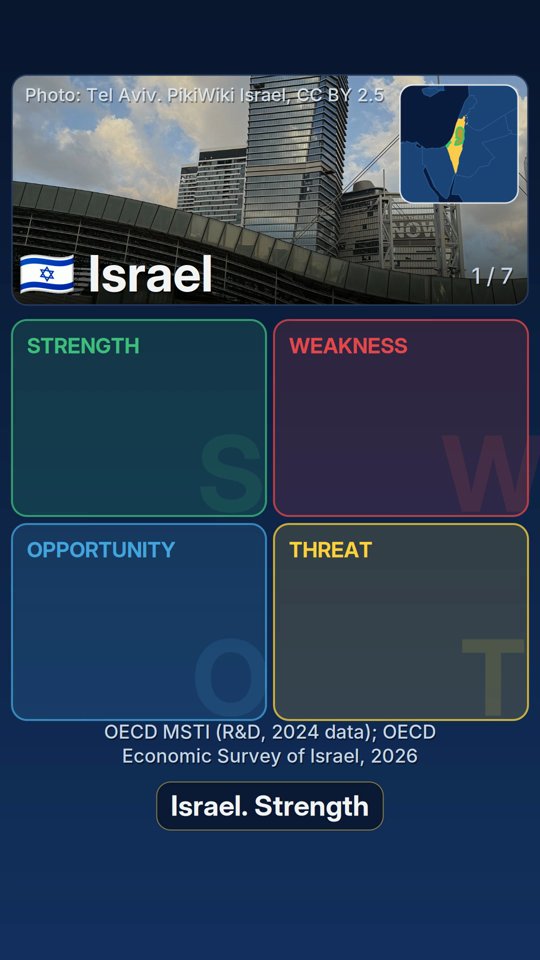 Photo: Tel Aviv. PikiWiki Israel, CC BY 2.5
NOW
Israel
1 / 7
STRENGTH
WEAKNESS
S
W
OPPORTUNITY
THREAT
O
T
OECD MSTI (R&D, 2024 data); OECD
Economic Survey of Israel, 2026
Israel. Strength